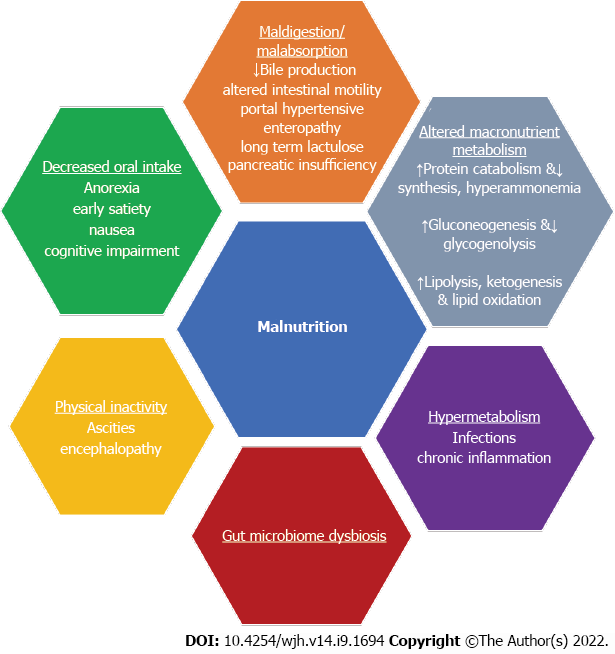 Maldigestion/
malabsorption
↓Bile production
altered intestinal motility
portal hypertensive
enteropathy
long term lactulose
pancreatic insufficiency
Altered macronutrient
metabolism
↑Protein catabolism &↓
synthesis, hyperammonemia
↑Gluconeogenesis &↓
glycogenolysis
↑Lipolysis, ketogenesis
& lipid oxidation
Decreased oral intake
Anorexia
early satiety
nausea
cognitive impairment
Malnutrition
Physical inactivity
Ascities
encephalopathy
Hypermetabolism
Infections
chronic inflammation
Gut microbiome dysbiosis
DOI: 10.4254/wjh.v14.i9.1694 Copyright ©The Author(s) 2022.